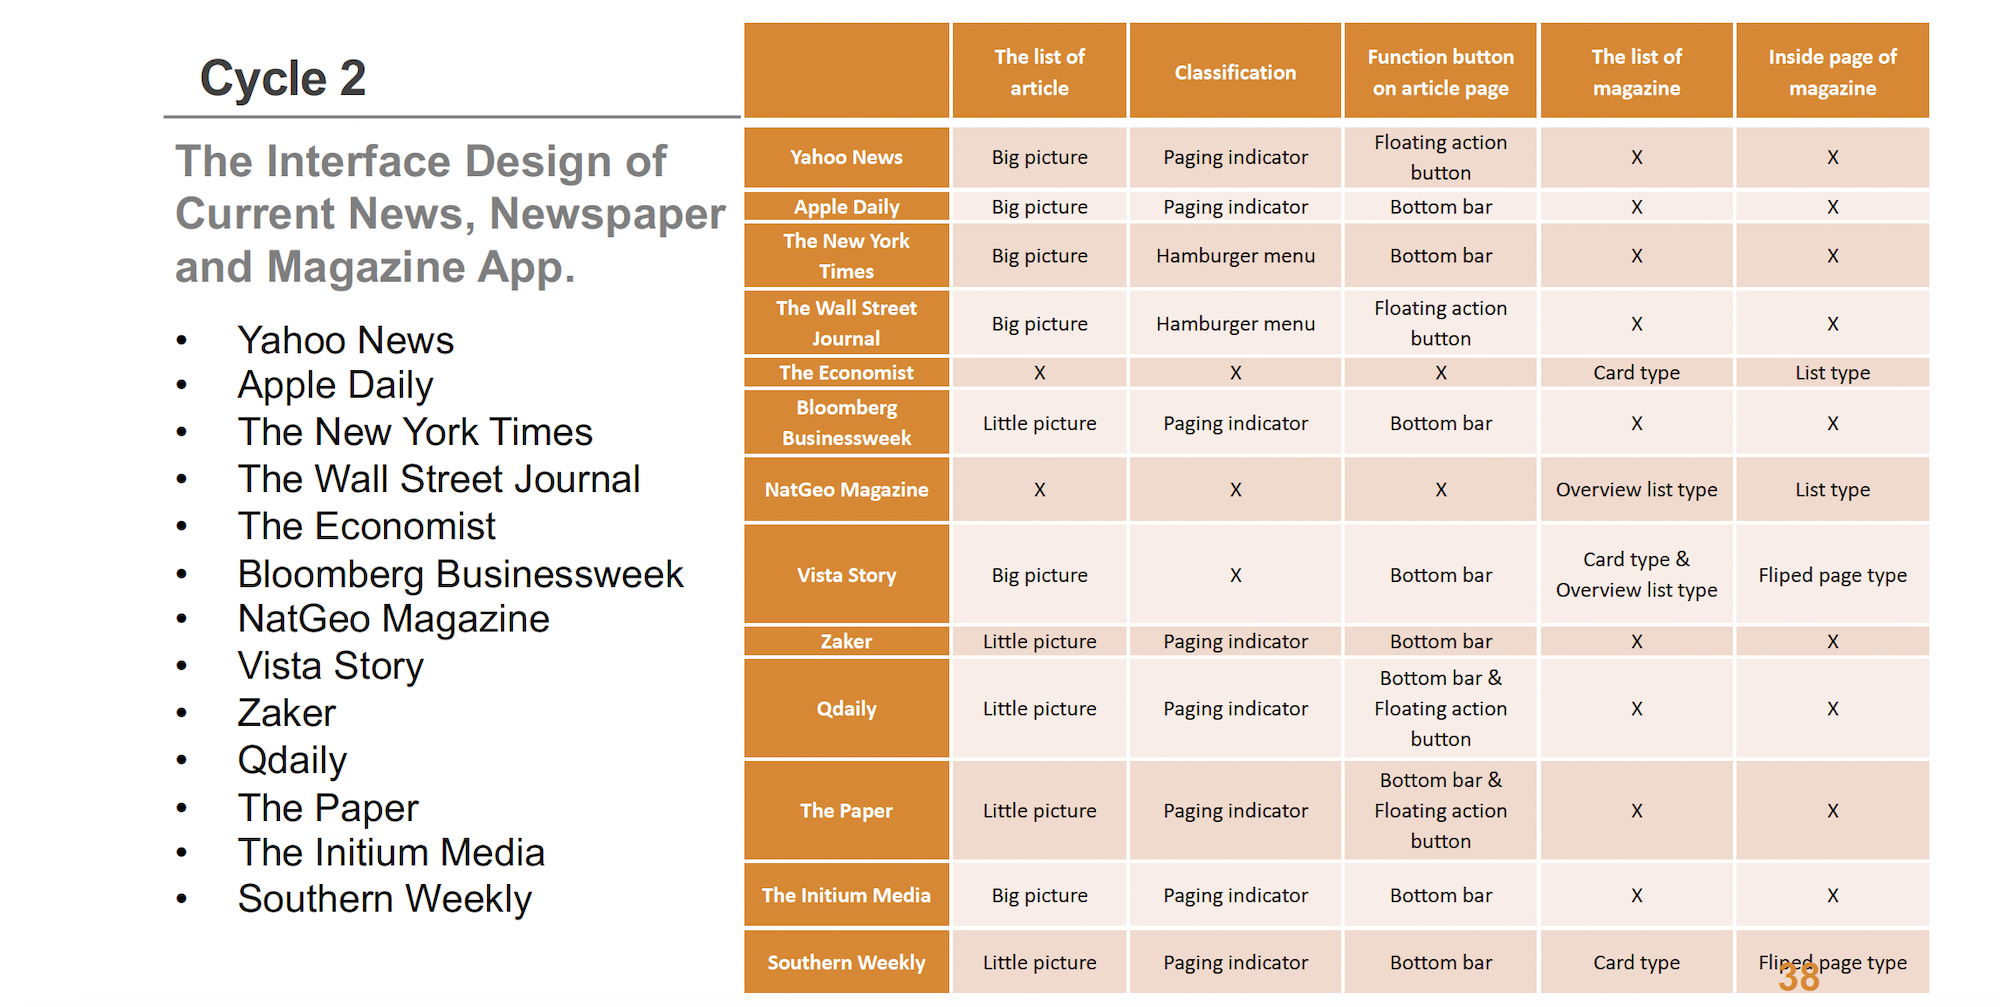 Cycle 2
The Interface Design of
Current News, Newspaper
and Magazine App.
• Yahoo News
• Apple Daily
• The New York Times
• The Wall Street Journal
• The Economist
• Bloomberg Businessweek
• NatGeo Magazine
• Vista Story
• Zaker
• Qdaily
• The Paper
• The Initium Media
• Southern Weekly
The list of
article
Classification
Function button
on article page
The list of
magazine
Inside page of
magazine
Yahoo News
Big picture
Paging indicator
Floating action
button
X
X
Apple Daily
Big picture
Paging indicator
Bottom bar
X
X
The New York
Times
Big picture
Hamburger menu
Bottom bar
X
X
The Wall Street
Journal
Big picture
Hamburger menu
Floating action
button
X
X
The Economist
X
X
X
Card type
List type
Bloomberg
Businessweek
Little picture
Paging indicator
Bottom bar
X
X
NatGeo Magazine
X
X
X
Overview list type
List type
Vista Story
Big picture
X
Bottom bar
Card type &
Overview list type
Fliped page type
Zaker
Little picture
Paging indicator
Bottom bar
X
X
Qdaily
Little picture
Paging indicator
Bottom bar &
Floating action
button
X
X
The Paper
Little picture
Paging indicator
Bottom bar &
Floating action
button
X
X
The Initium Media
Big picture
Paging indicator
Bottom bar
X
X
Southern Weekly
Little picture
Paging indicator
Bottom bar
Card type
Fliped page type
38